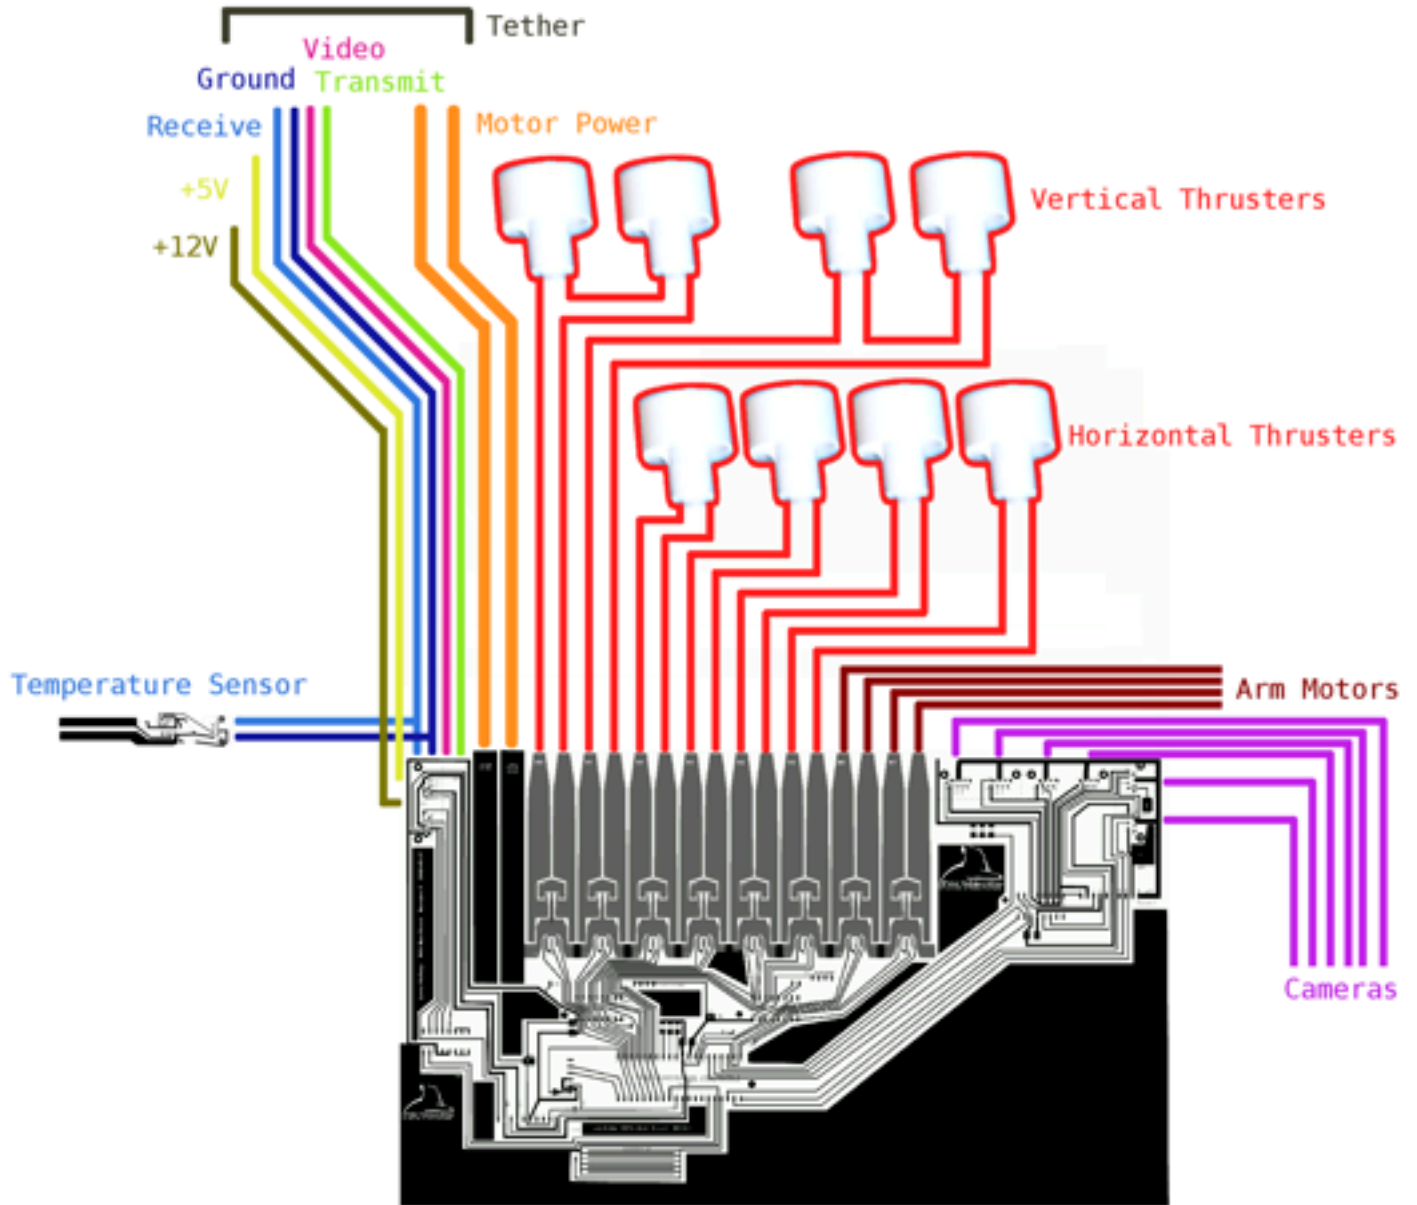 Tether
Video
Ground
Transmit
Receive
Motor Power
+5V
Vertical Thrusters
+12V
Horizontal Thrusters
Temperature Sensor
Arm Motors
Cameras